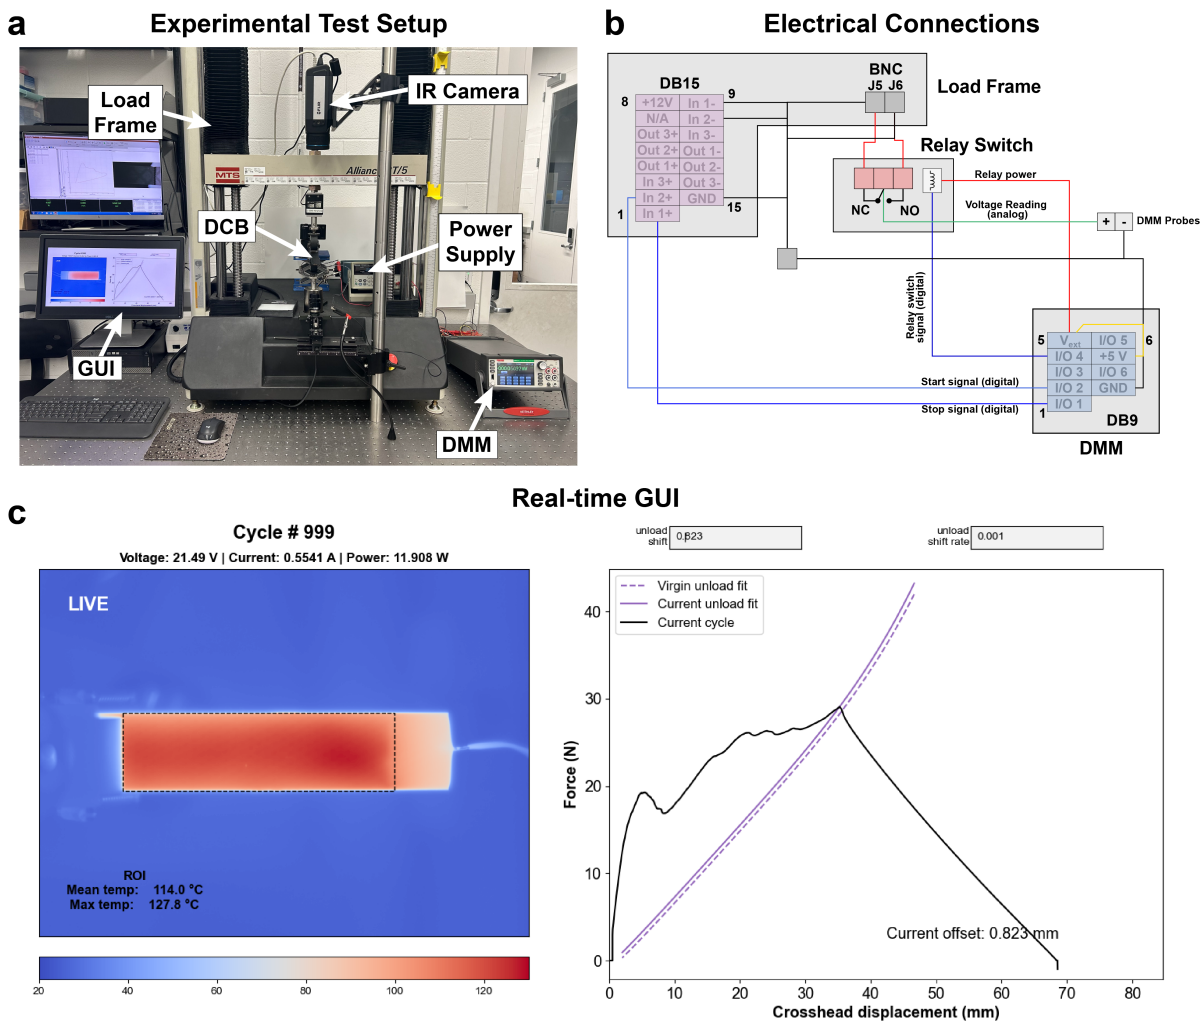 a
Experimental Test Setup
Load
Frame
IR Camera
MTS
Alliance
T/5
DCB
Power
Supply
GUI
DMM
b
Electrical Connections
DB15
BNC
J5 J6
Load Frame
8
+12V
In 1-
9
N/A
In 2-
Out 3+
In 3-
Out 2+
Out 1-
Out 1+
Out 2-
In 3+
Out 3-
In 2+
GND
15
1
In 1+
Relay Switch
NC
NO
Relay power
Voltage Reading
(analog)
+ -
DMM Probes
Relay switch
signal (digital)
Start signal (digital)
Stop signal (digital)
5
Vext
I/O 5
6
I/O 4
+5 V
I/O 3
I/O 6
I/O 2
GND
1
I/O 1
DB9
DMM
Real-time GUI
c
Cycle # 999
Voltage: 21.49 V | Current: 0.5541 A | Power: 11.908 W
LIVE
ROI
Mean temp: 114.0 °C
Max temp: 127.8 °C
20 40 60 80 100 120
unload
shift
0.823
unload
shift rate
0.001
Virgin unload fit
Current unload fit
Current cycle
Current offset: 0.823 mm
Force (N)
40
30
20
10
0
0 10 20 30 40 50 60 70 80
Crosshead displacement (mm)